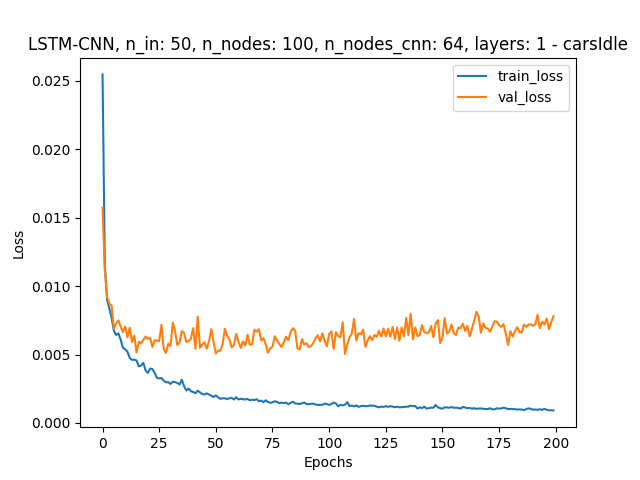 LSTM-CNN, n_in: 50, n_nodes: 100, n_nodes_cnn: 64, layers: 1 - carsIdle
train_loss
val_loss
0.025
0.020
0.015
0.010
0.005
0.000
Loss
0 25 50 75 100 125 150 175 200
Epochs